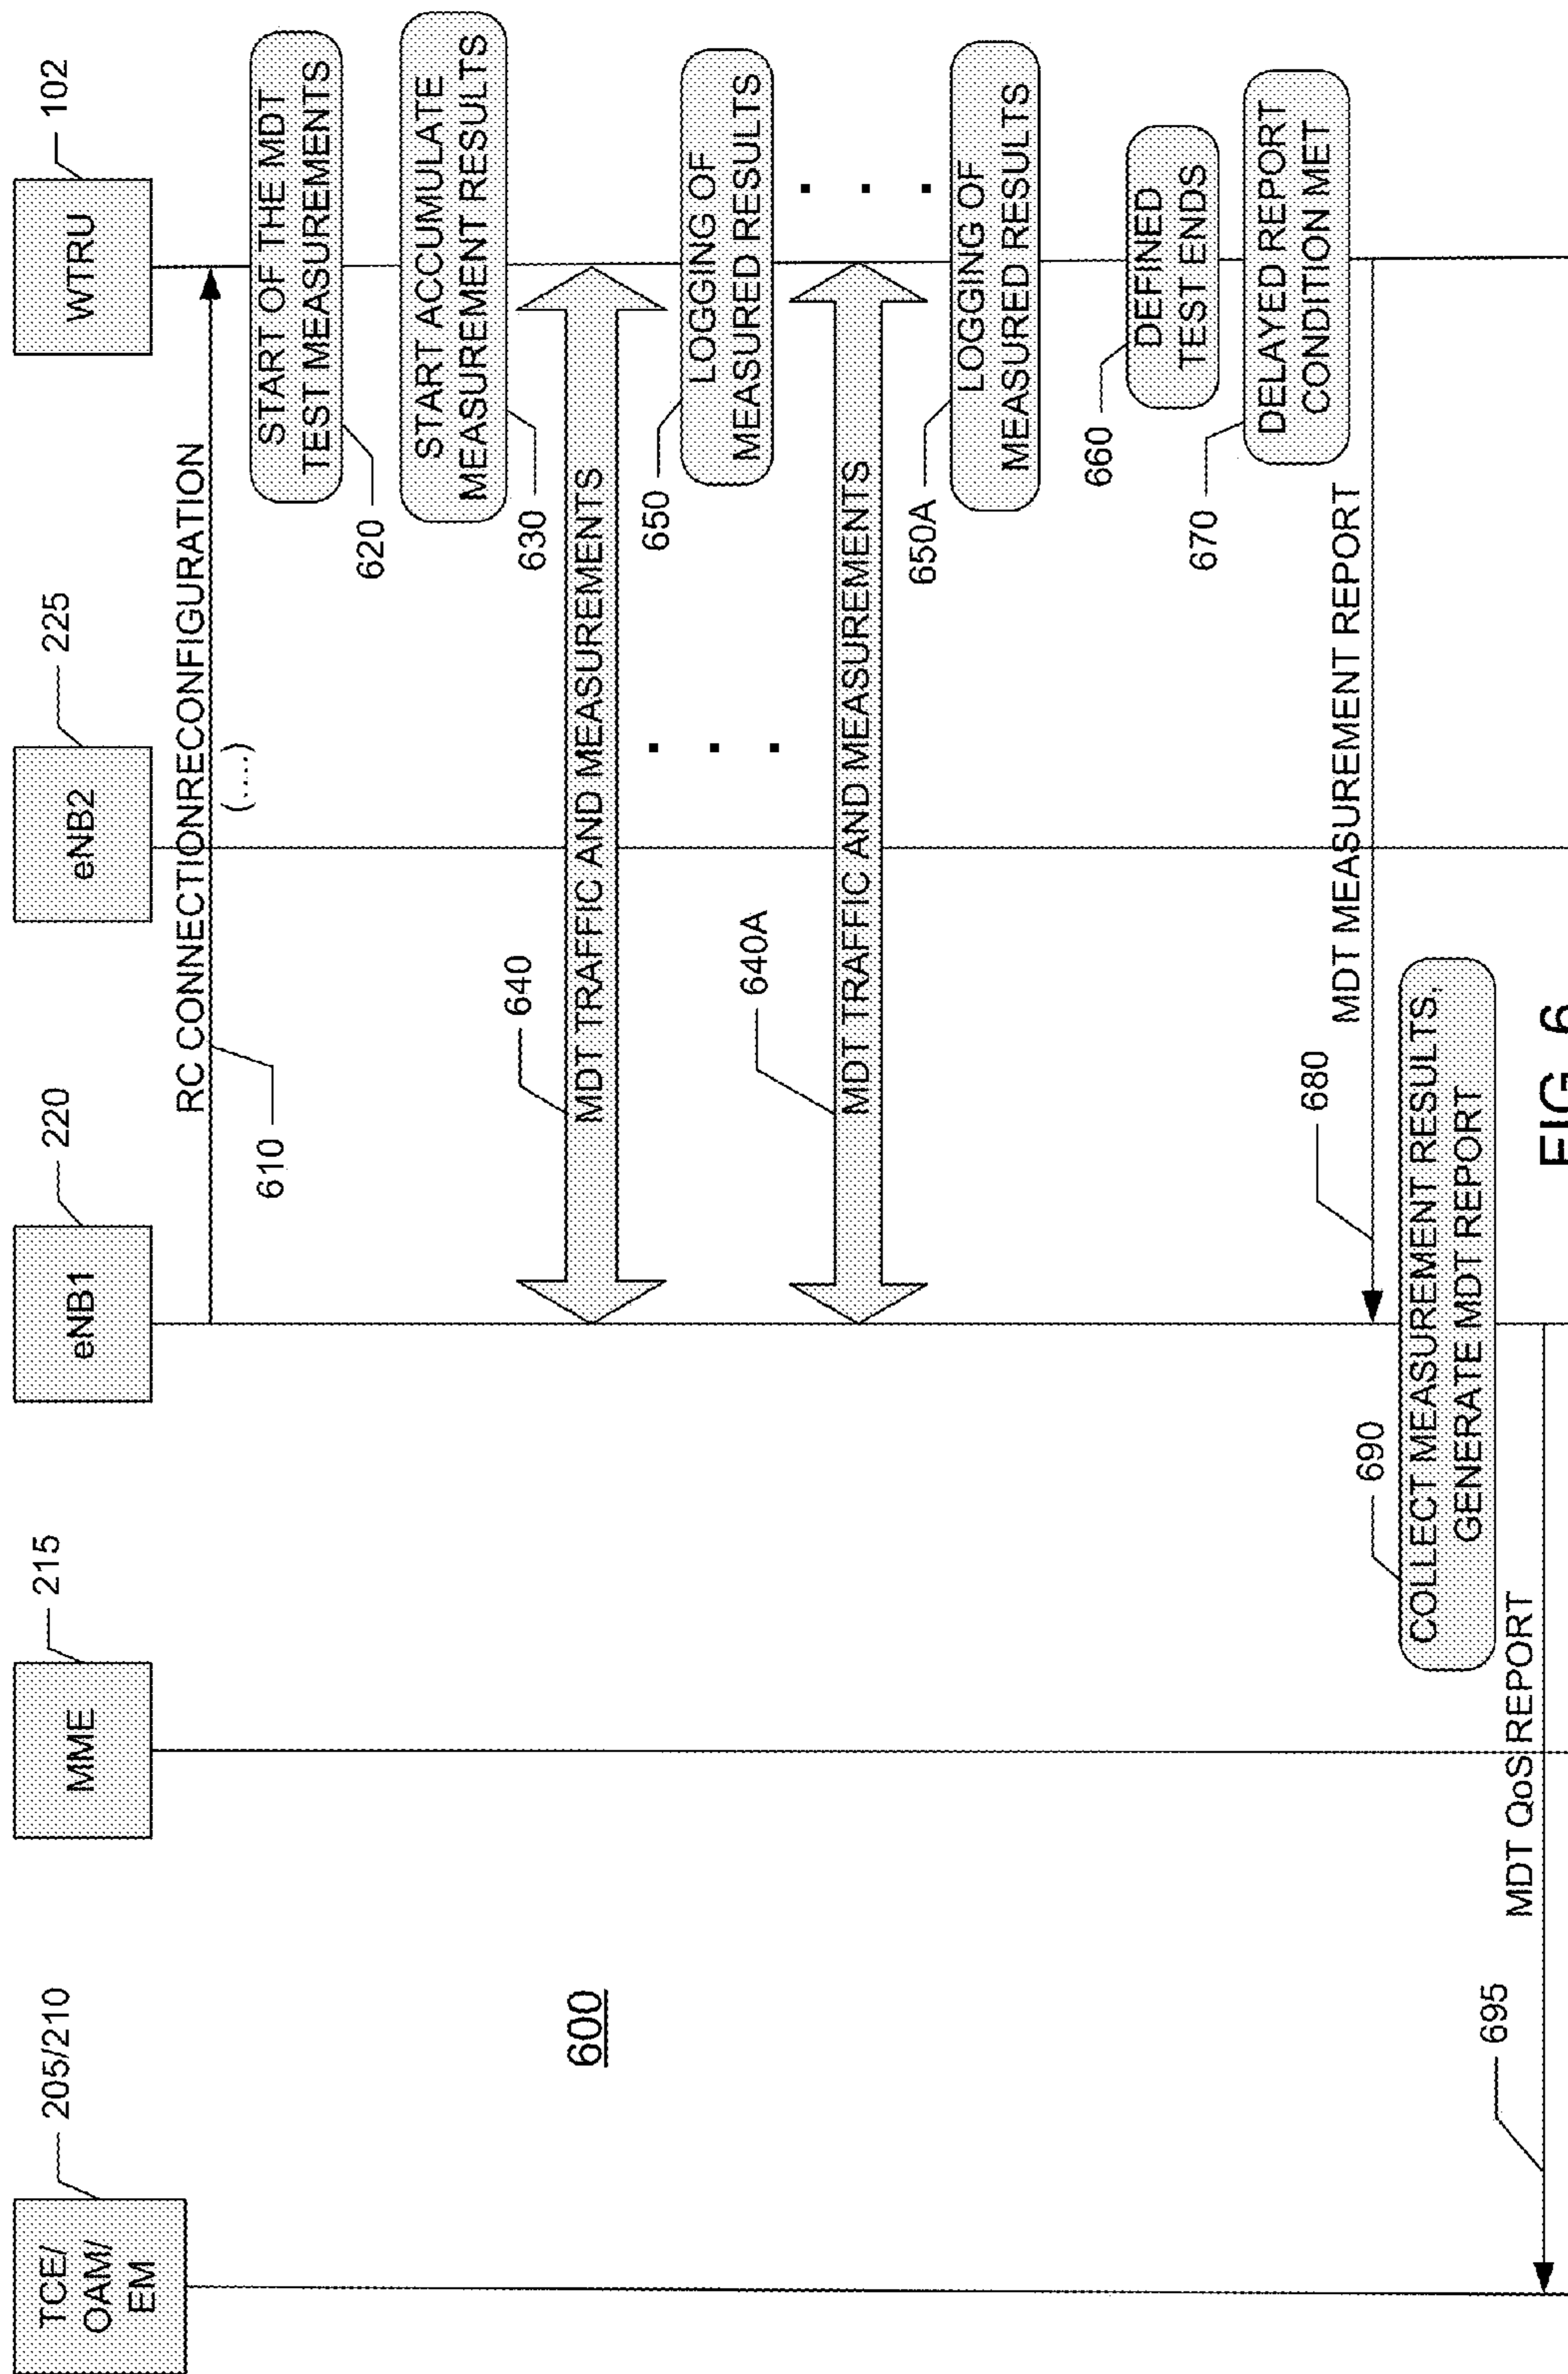 TCE/
OAM/
EM
205/210
MME
215
eNB1
220
eNB2
225
WTRU
102
RC CONNECTIONRECONFIGURATION
(....)
610
START OF THE MDT
TEST MEASUREMENTS
620
START ACCUMULATE
MEASUREMENT RESULTS
630
640
MDT TRAFFIC AND MEASUREMENTS
650
LOGGING OF
MEASURED RESULTS
640A
MDT TRAFFIC AND MEASUREMENTS
650A
LOGGING OF
MEASURED RESULTS
660
DEFINED
TEST ENDS
670
DELAYED REPORT
CONDITION MET
680
MDT MEASUREMENT REPORT
690
COLLECT MEASUREMENT RESULTS,
GENERATE MDT REPORT
695
MDT QoS REPORT
600
FIG. 6